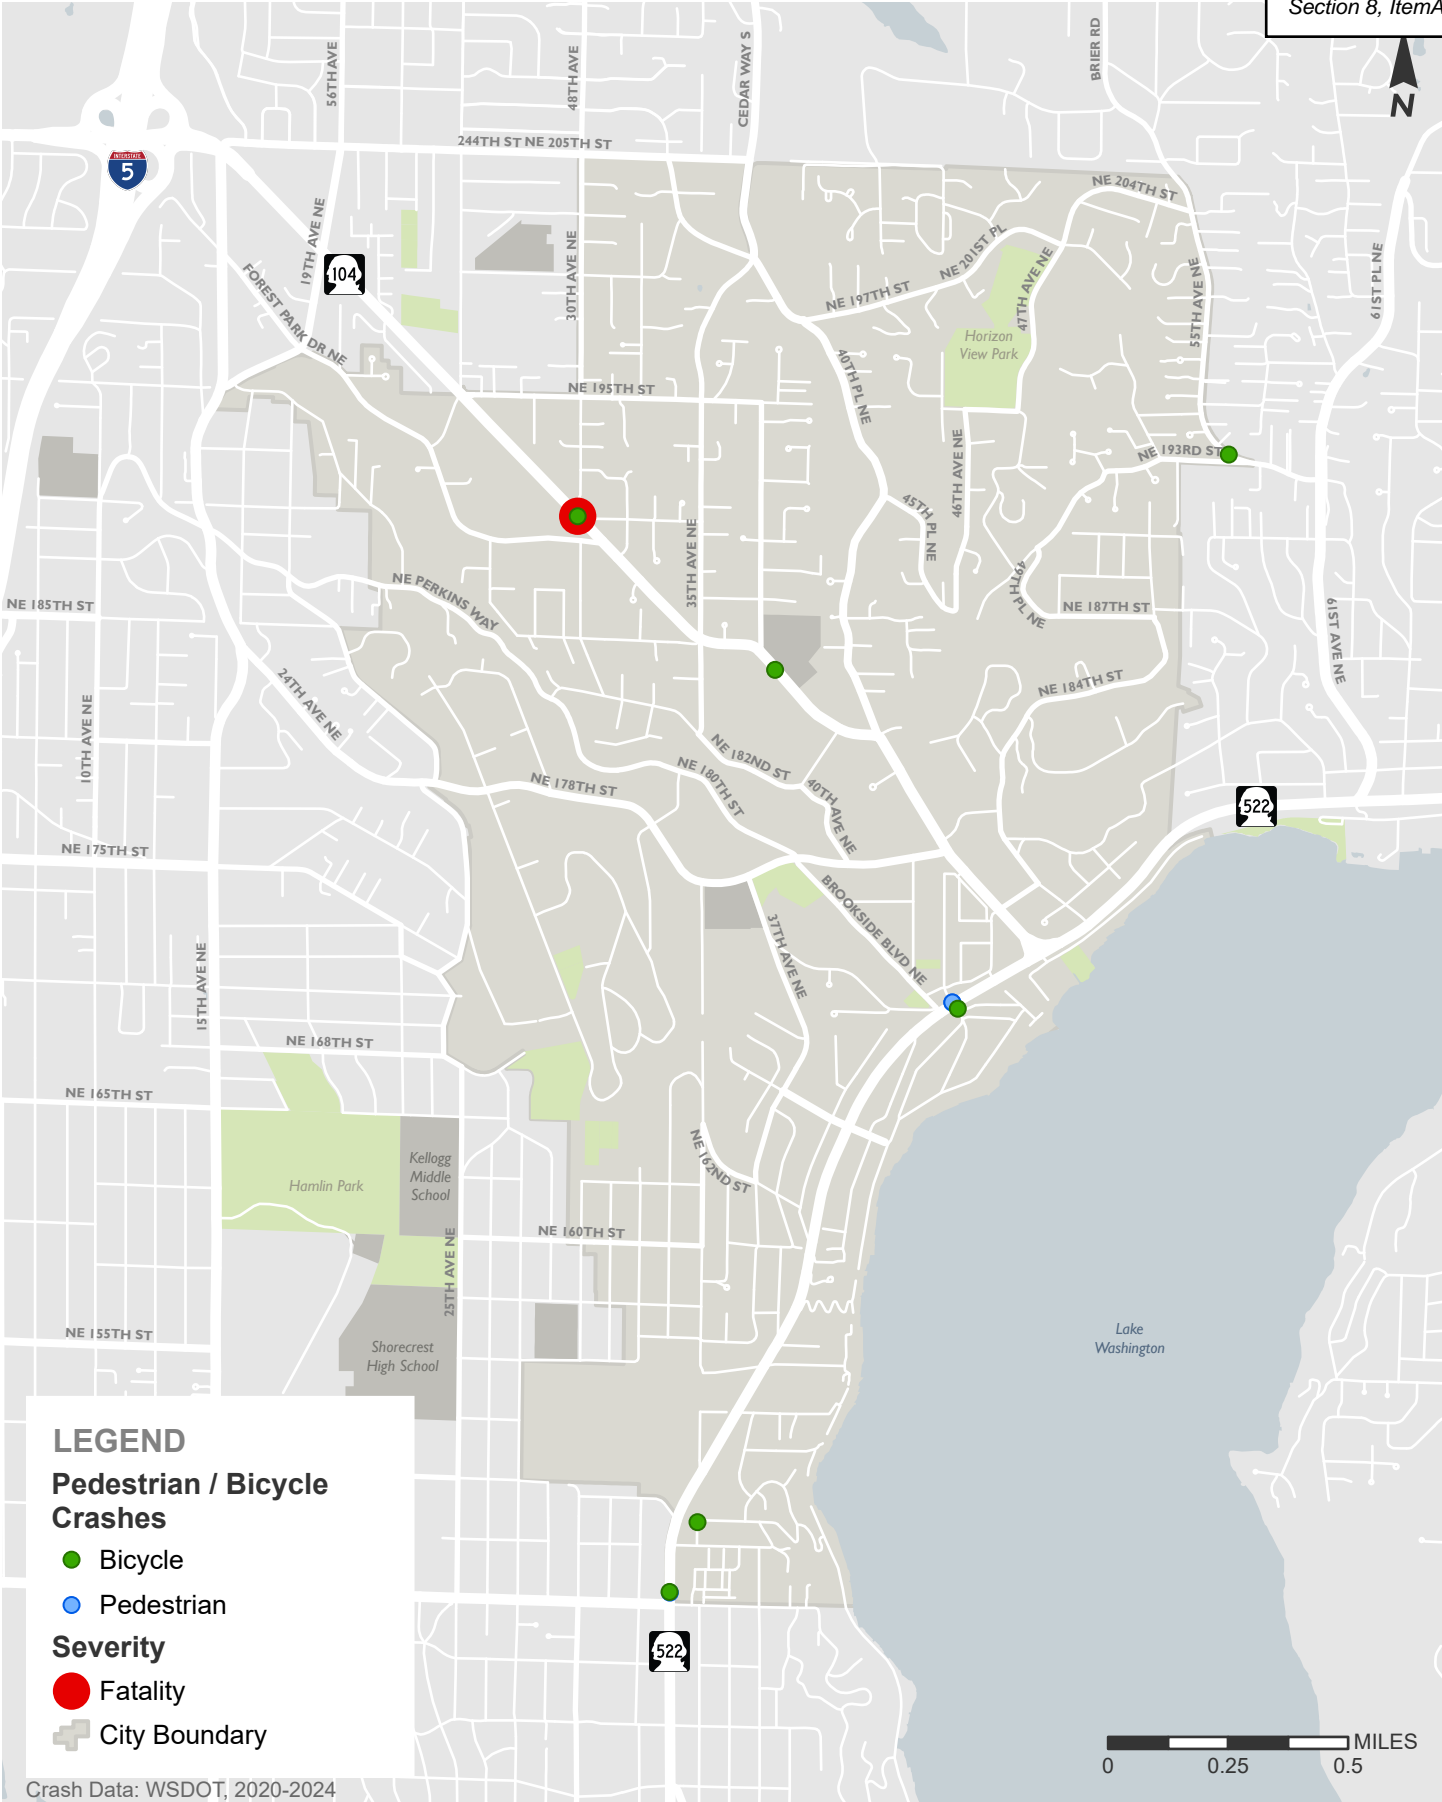 Section 8, ItemA
N
56TH AVE
48TH AVE
CEDAR WAY S
BRIER RD
244TH ST NE 205TH ST
INTERSTATE
5
NE 204TH ST
19TH AVE NE
104
FOREST PARK DR NE
30TH AVE NE
NE 201ST PL
NE 197TH ST
47TH AVE NE
55TH AVE NE
61ST PL NE
Horizon
View Park
40TH PL NE
NE 195TH ST
46TH AVE NE
NE 193RD ST
45TH PL NE
35TH AVE NE
49TH PL NE
NE PERKINS WAY
NE 185TH ST
NE 187TH ST
61ST AVE NE
24TH AVE NE
NE 184TH ST
10TH AVE NE
NE 182ND ST
NE 180TH ST
NE 178TH ST
40TH AVE NE
522
NE 175TH ST
BROOKSIDE BLVD NE
37TH AVE NE
15TH AVE NE
NE 168TH ST
NE 165TH ST
NE 162ND ST
Kellogg
Middle
School
Hamlin Park
NE 160TH ST
25TH AVE NE
NE 155TH ST
Shorecrest
High School
Lake
Washington
522
LEGEND
Pedestrian / Bicycle
Crashes
Bicycle
Pedestrian
Severity
Fatality
City Boundary
MILES
0 0.25 0.5
Crash Data: WSDOT, 2020-2024